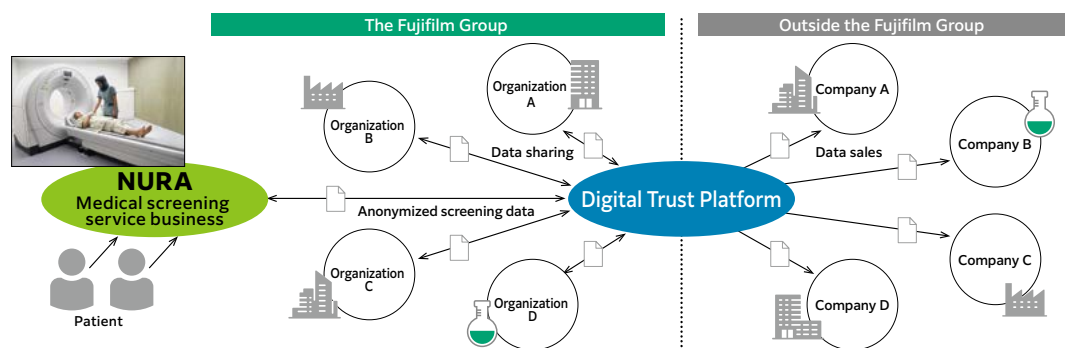 The Fujifilm Group
Outside the Fujifilm Group
Organization
A
Organization
B
Data sharing
Company A
Company B
Data sales
NURA
Medical screening
service business
Anonymized screening data
Digital Trust Platform
Organization
C
Organization
D
Company C
Company D
Patient